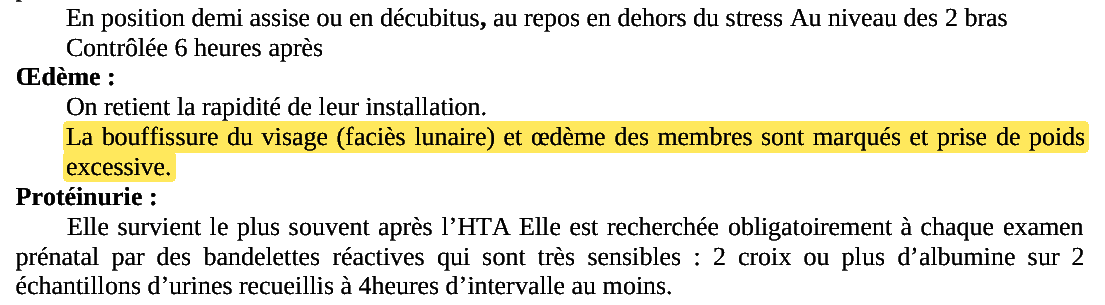 En position demi assise ou en décubitus, au repos en dehors du stress Au niveau des 2 bras
Contrôlée 6 heures après
Œdème :
On retient la rapidité de leur installation.
La bouffissure du visage (faciès lunaire) et œdème des membres sont marqués et prise de poids
excessive.
Protéinurie :
Elle survient le plus souvent après l’HTA Elle est recherchée obligatoirement à chaque examen
prénatal par des bandelettes réactives qui sont très sensibles : 2 croix ou plus d’albumine sur 2
échantillons d’urines recueillis à 4heures d’intervalle au moins.